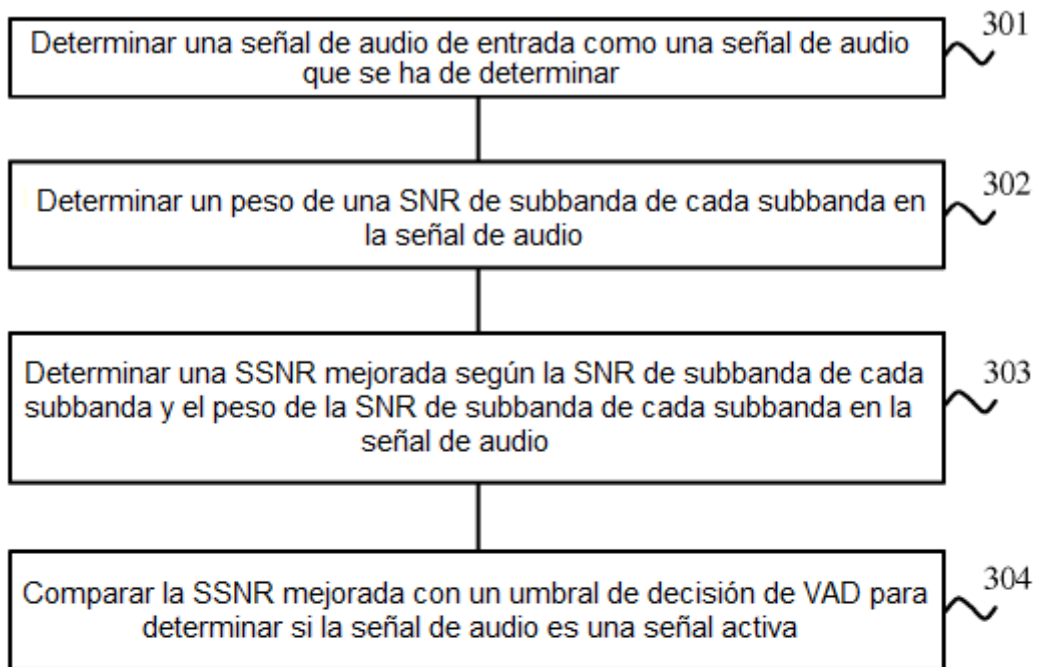 301
Determinar una señal de audio de entrada como una señal de audio
que se ha de determinar
302
Determinar un peso de una SNR de subbanda de cada subbanda en
la señal de audio
303
Determinar una SSNR mejorada según la SNR de subbanda de cada
subbanda y el peso de la SNR de subbanda de cada subbanda en la
señal de audio
304
Comparar la SSNR mejorada con un umbral de decisión de VAD para
determinar si la señal de audio es una señal activa